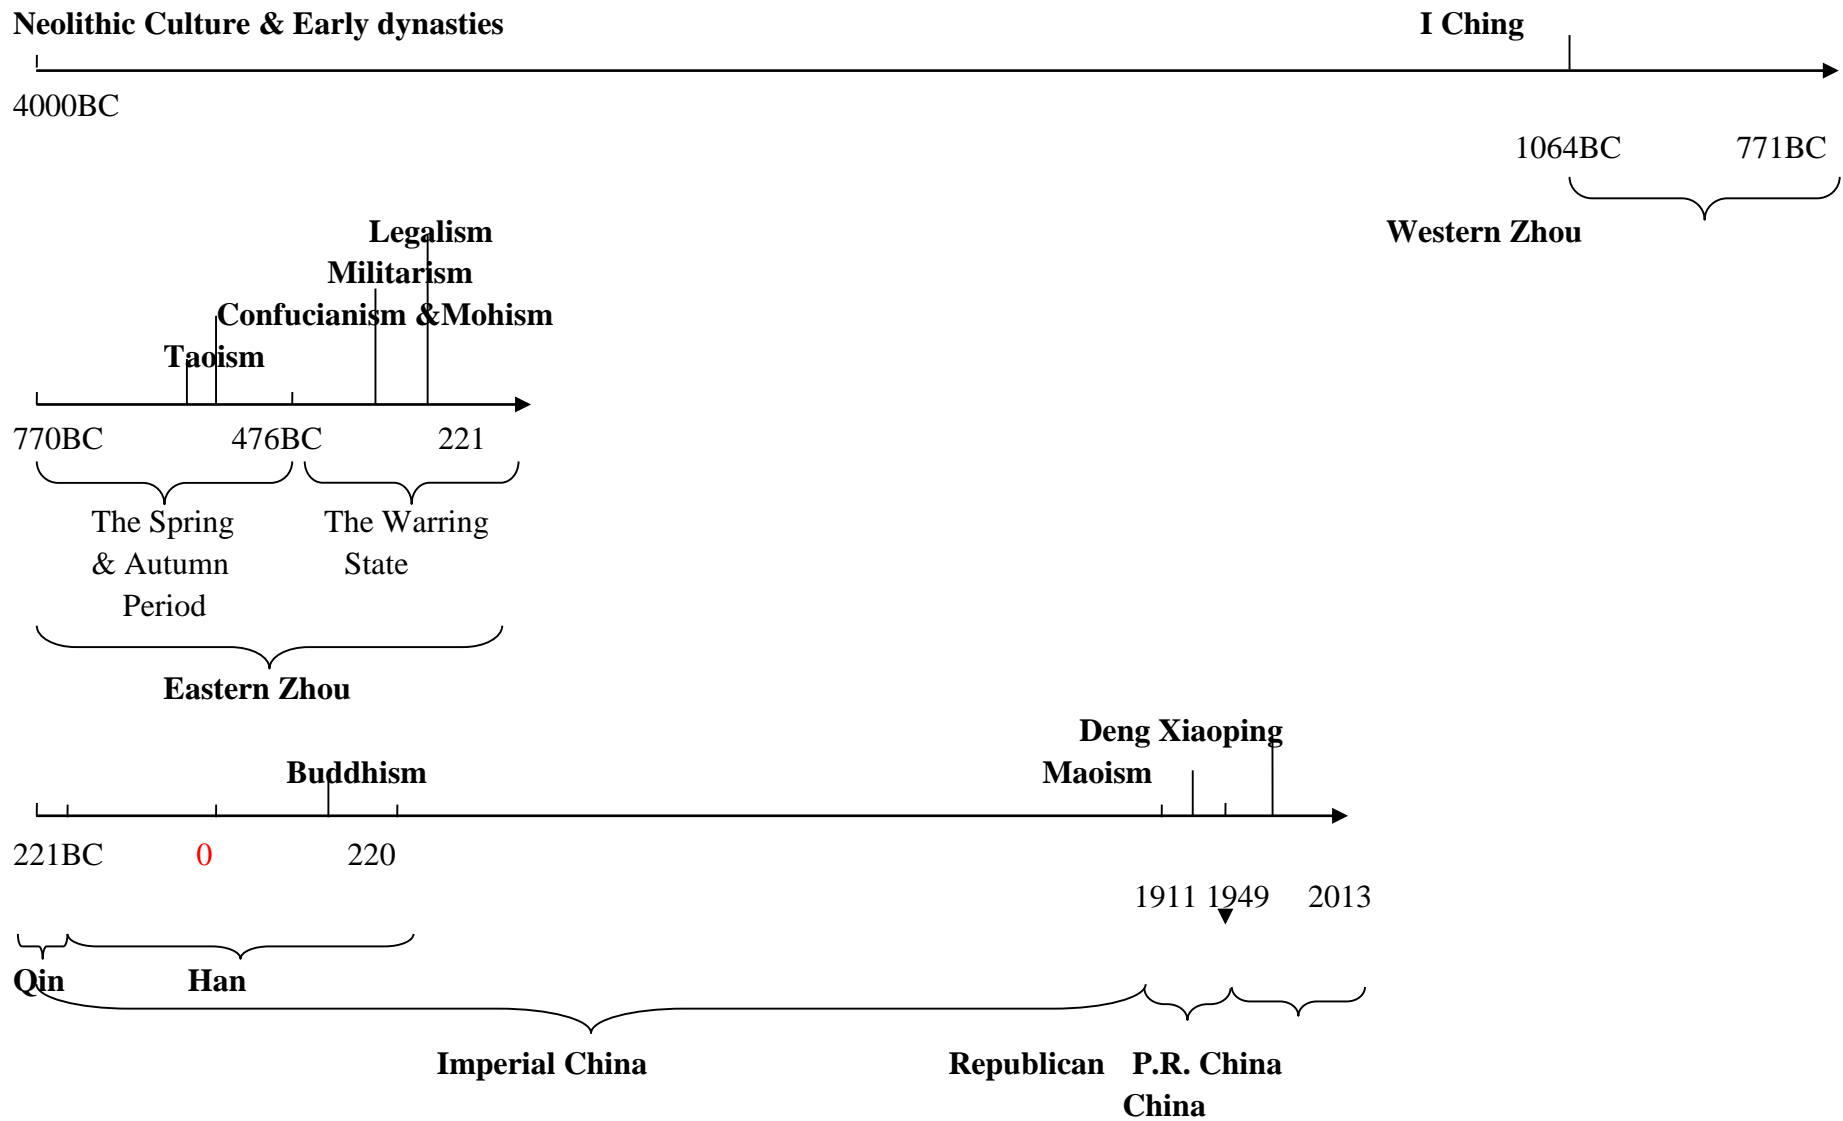 Neolithic Culture & Early dynasties I Ching
4000BC
1064BC 771BC
Western Zhou
Legalism
Militarism
Confucianism &Mohism
Taoism
770BC 476BC 221
The Spring The Warring
& Autumn State
Period
Eastern Zhou
Deng Xiaoping
Buddhism Maoism
221BC 0 220
1911 1949 2013
Qin Han
Imperial China Republican P.R. China
China